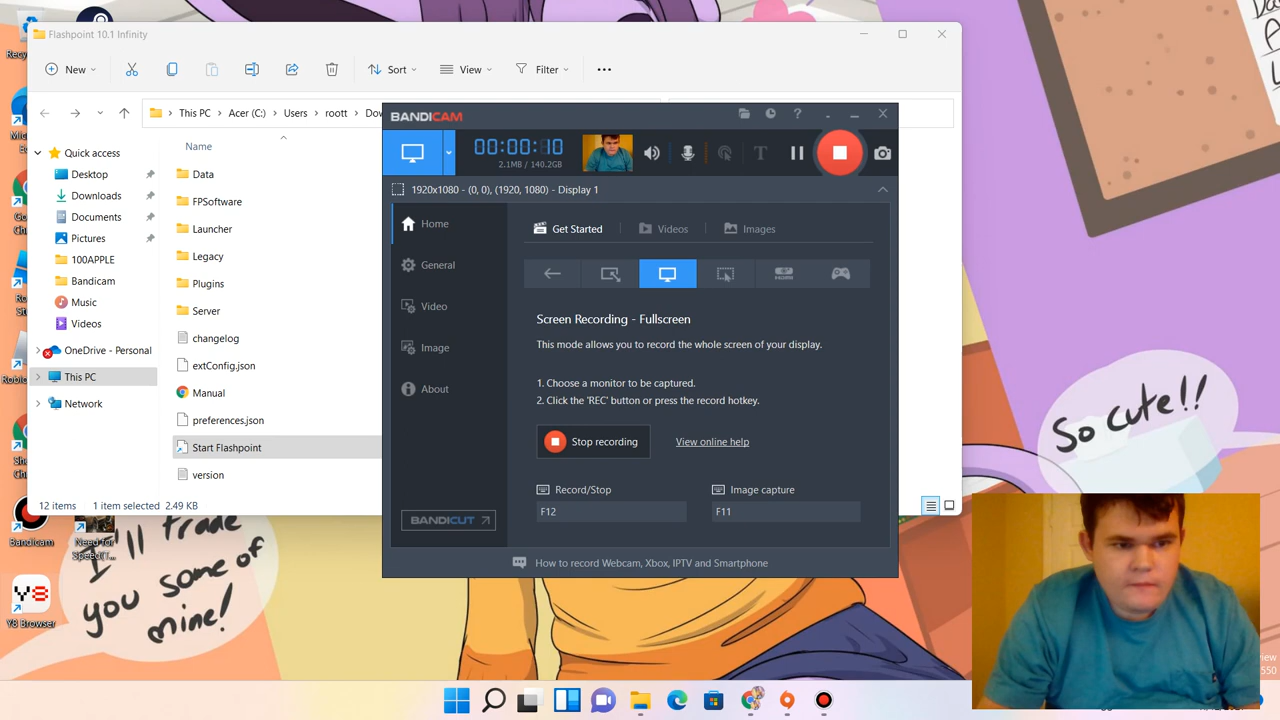 Flashpoint 10.1 Infinity
New
Sort
View
Filter
This PC > Acer (C:) > Users > roott >
Name
Quick access
Desktop
Downloads
Documents
Pictures
100APPLE
Bandicam
Music
Videos
OneDrive - Personal
This PC
Network
Data
FPSoftware
Launcher
Legacy
Plugins
Server
changelog
extConfig.json
Manual
preferences.json
Start Flashpoint
version
12 items 1 item selected 2.49 KB
BANDICAM
00:00:10
2.1MB / 140.2GB
1920x1080 - (0, 0), (1920, 1080) - Display 1
Home
General
Video
Image
About
BANDICUT
Get Started
Videos
Images
Screen Recording - Fullscreen
This mode allows you to record the whole screen of your display.
1. Choose a monitor to be captured.
2. Click the 'REC' button or press the record hotkey.
Stop recording
View online help
Record/Stop
F12
Image capture
F11
How to record Webcam, Xbox, IPTV and Smartphone
Bandicam
Need for
Y8
Y8 Browser
I'll trade
you some of
mine!
So cute!!